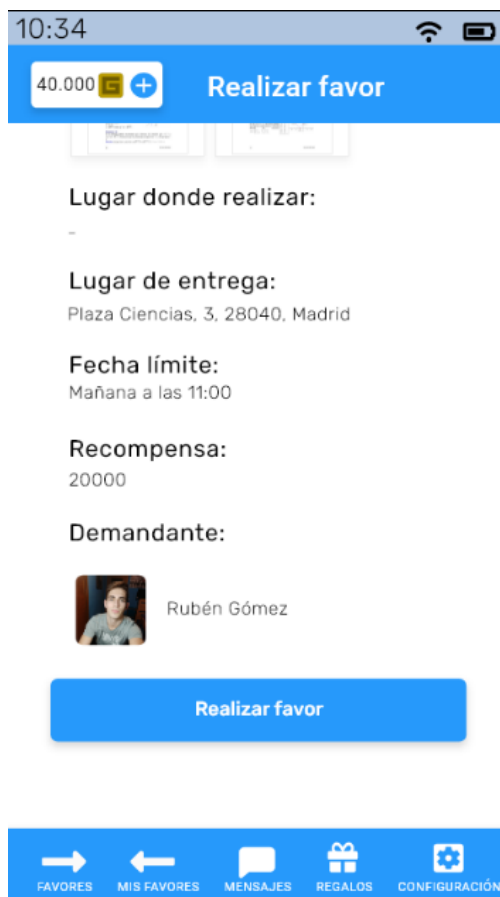 10:34
40.000 G
Realizar favor
Lugar donde realizar:
-
Lugar de entrega:
Plaza Ciencias, 3, 28040, Madrid
Fecha límite:
Mañana a las 11:00
Recompensa:
20000
Demandante:
Rubén Gómez
Realizar favor
FAVORES MIS FAVORES MENSAJES REGALOS CONFIGURACIÓN